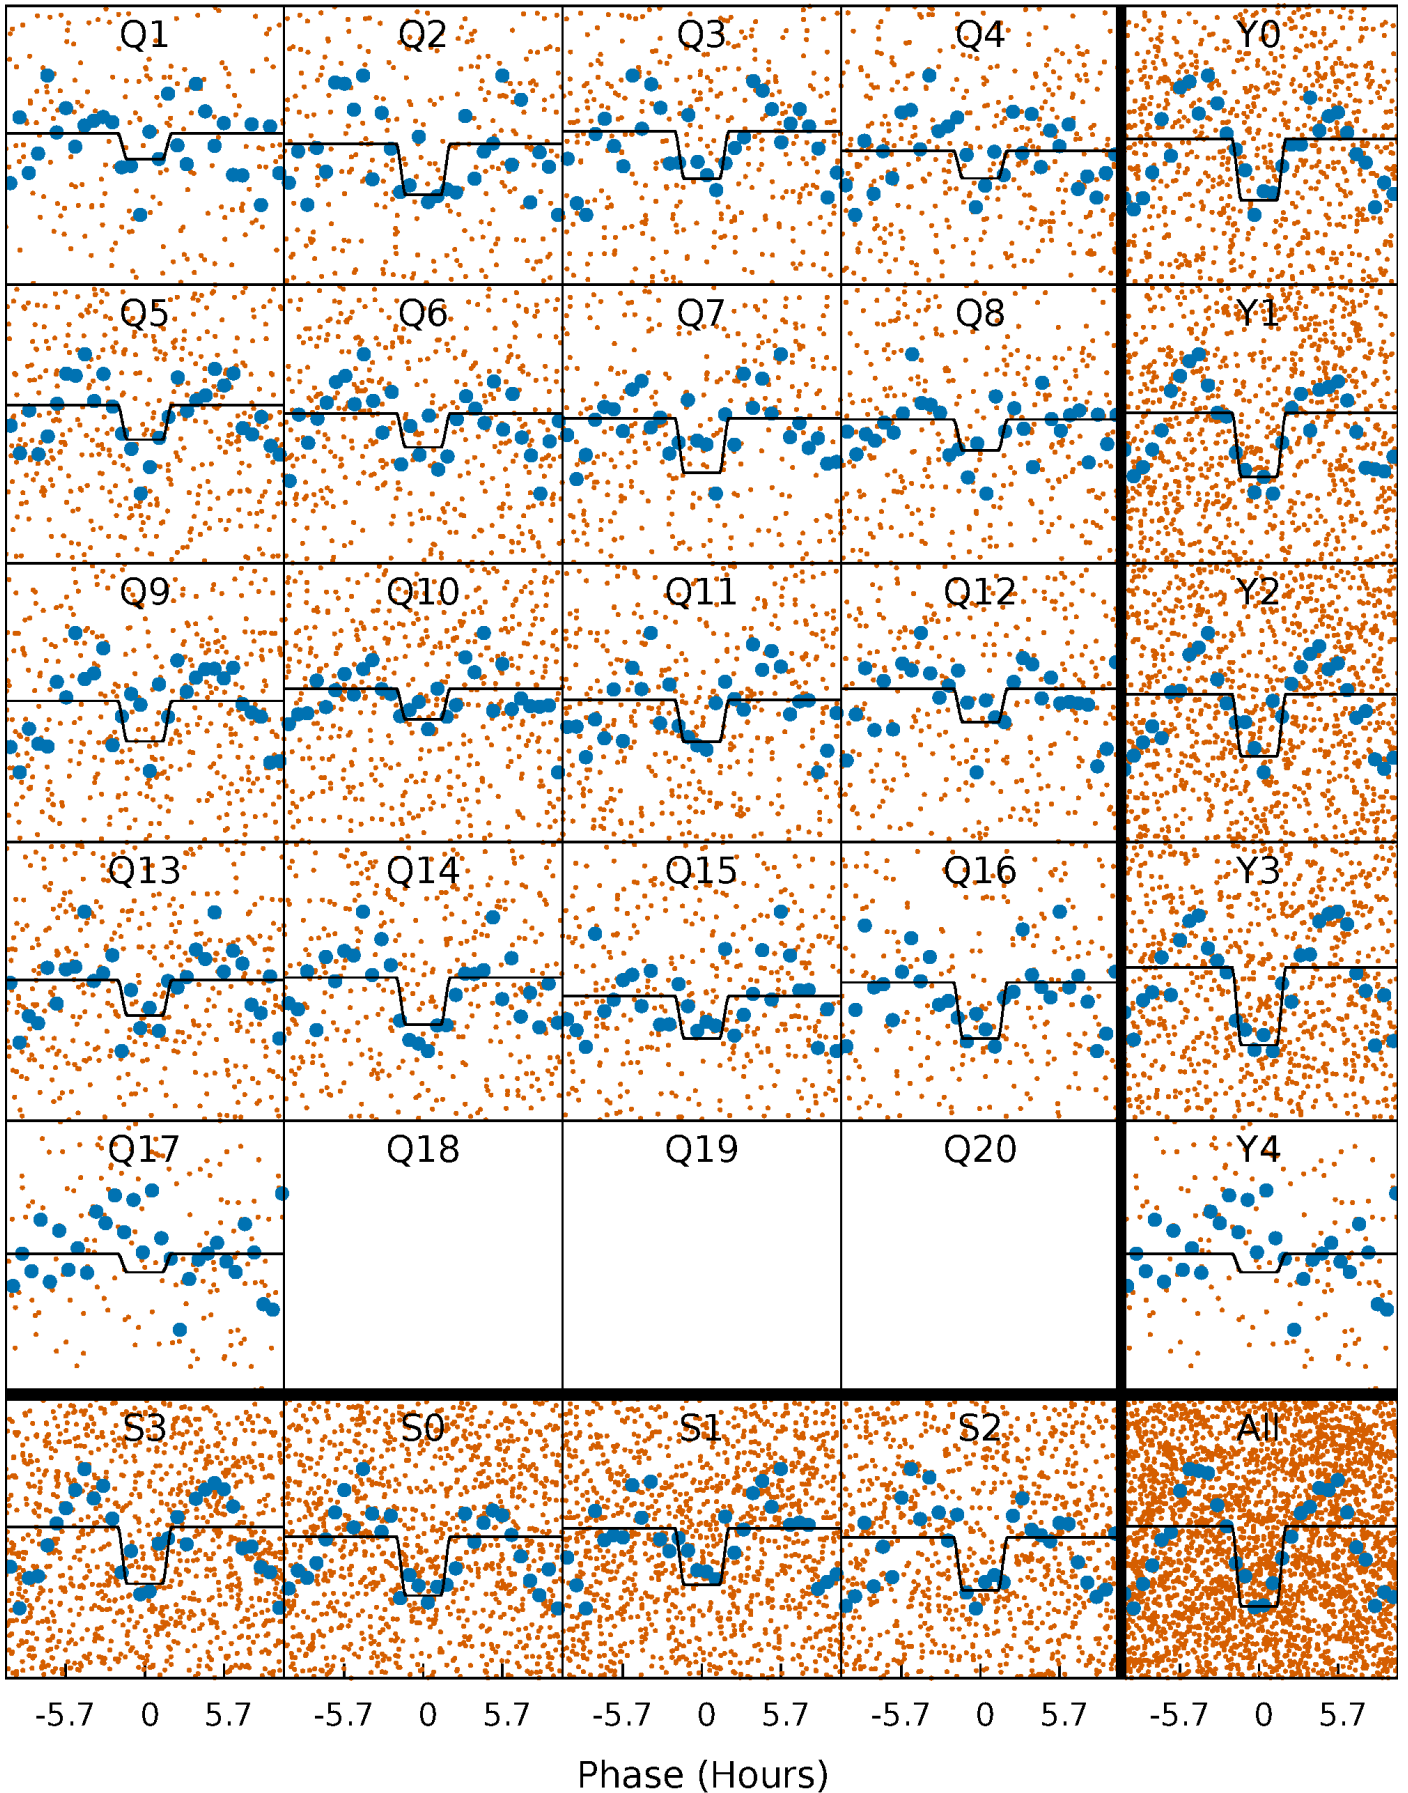 Q1 Q2 Q3 Q4 Y0
Q5 Q6 Q7 Q8 Y1
Q9 Q10 Q11 Q12 Y2
Q13 Q14 Q15 Q16 Y3
Q17 Q18 Q19 Q20 Y4
S3 S0 S1 S2 All
-5.7 0 5.7 -5.7 0 5.7 -5.7 0 5.7 -5.7 0 5.7 -5.7 0 5.7
Phase (Hours)